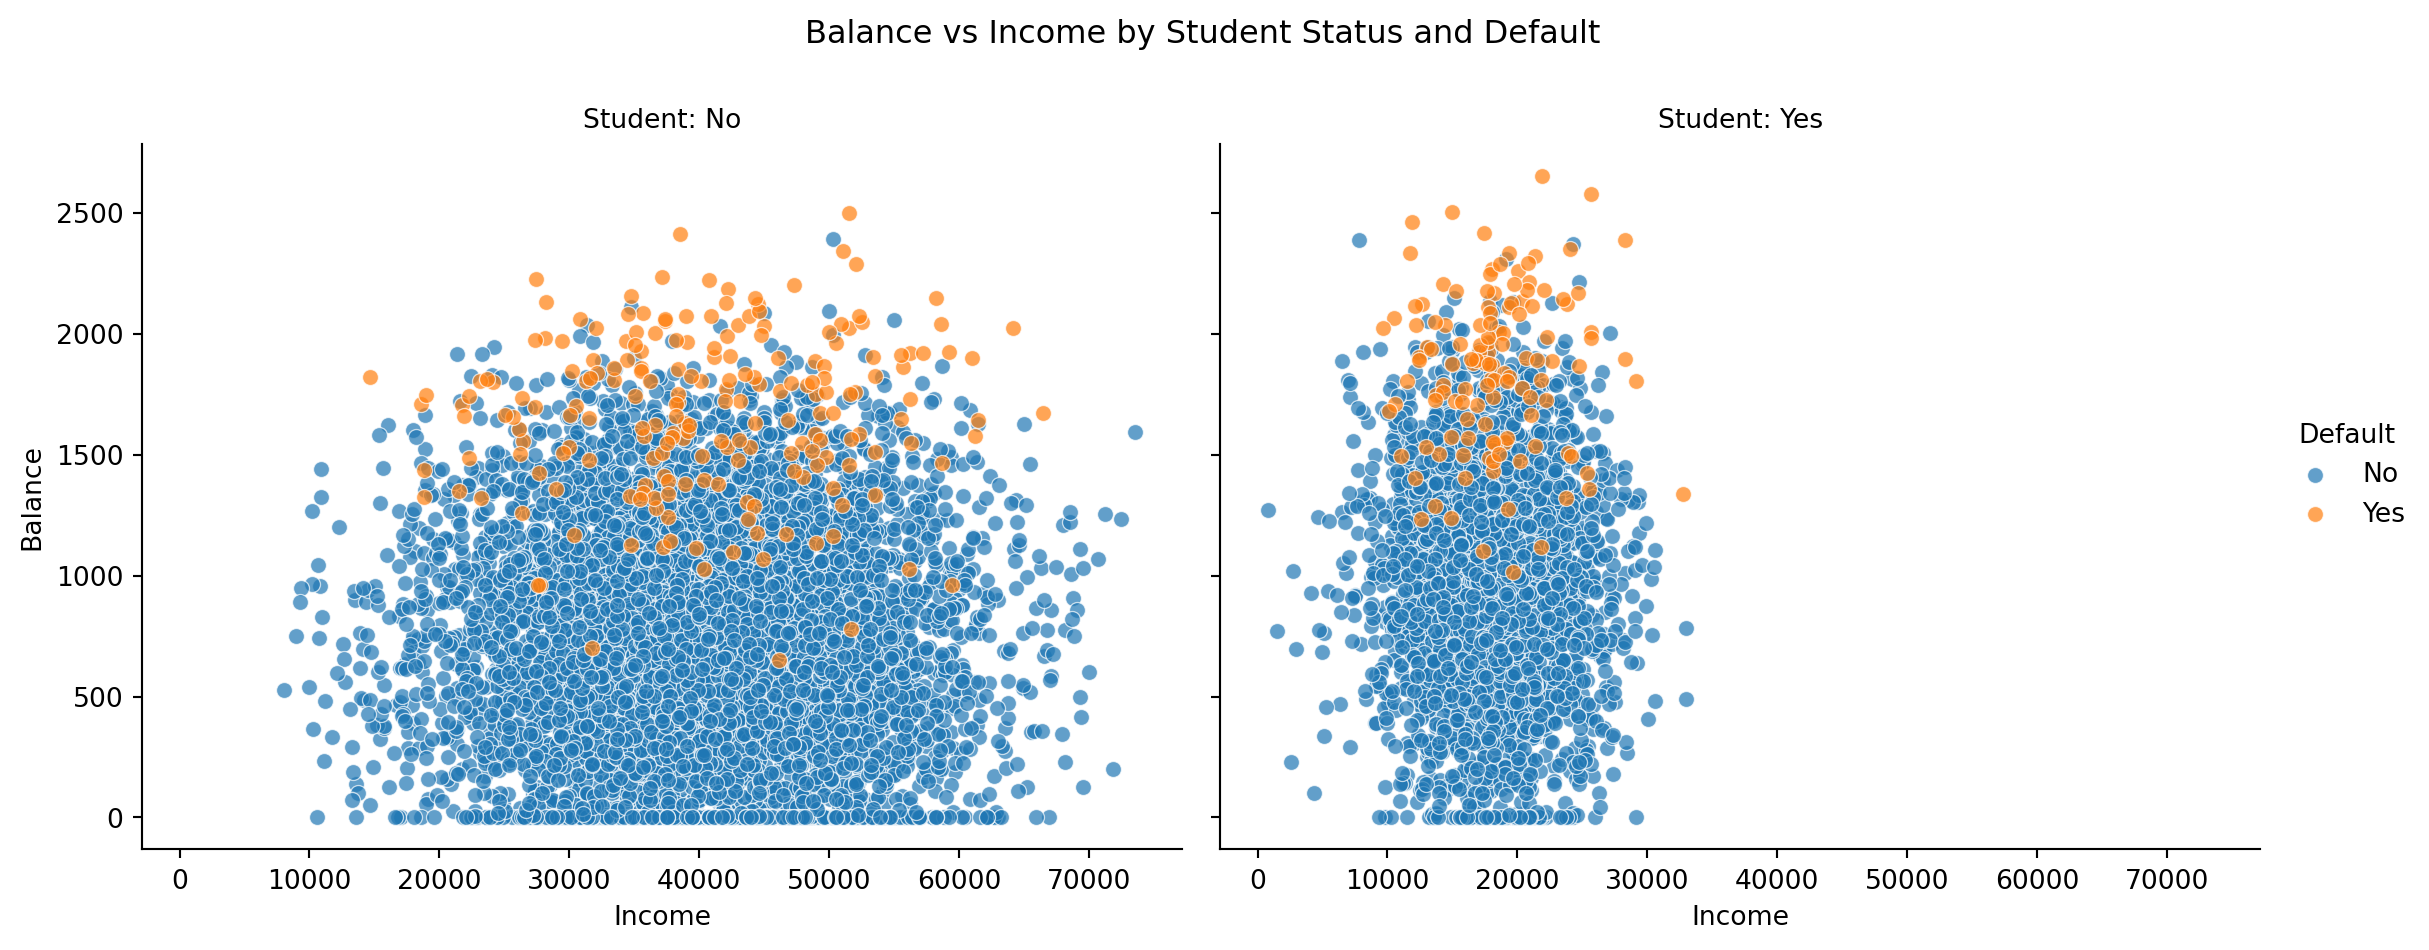 Balance vs Income by Student Status and Default
Student: No
Student: Yes
Balance
2500
2000
1500
1000
500
0
0 10000 20000 30000 40000 50000 60000 70000
Income
0 10000 20000 30000 40000 50000 60000 70000
Income
Default
No
Yes